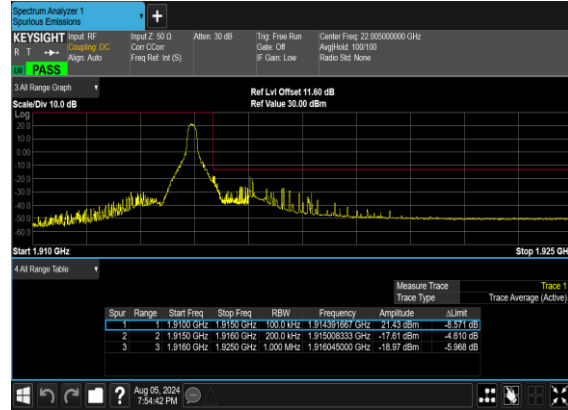 Spectrum Analyzer 1
Spurious Emissions
KEYSIGHT Input: RF Input Z: 50 Ω Atten: 30 dB Trig: Free Run Center Freq: 22.005000000 GHz
R T Coupling: DC Corr CCorr Gate: Off Avg|Hold: 100/100
Align: Auto Freq Ref: Int (S) IF Gain: Low Radio Std: None
LM PASS
3 All Range Graph
Ref Lvl Offset 11.60 dB
Scale/Div 10.0 dB Ref Value 30.00 dBm
Log
20.0
10.0
0.00
-10.0
-20.0
-30.0
-40.0
-50.0
-60.0
Start 1.910 GHz Stop 1.925 GH
4 All Range Table
Measure Trace Trace 1
Trace Type Trace Average (Active)
Spur Range Start Freq Stop Freq RBW Frequency Amplitude ΔLimit
1 1 1.9100 GHz 1.9150 GHz 100.0 kHz 1.914391667 GHz 21.43 dBm -8.571 dB
2 2 1.9150 GHz 1.9160 GHz 200.0 kHz 1.915008333 GHz -17.61 dBm -4.610 dB
3 3 1.9160 GHz 1.9250 GHz 1.000 MHz 1.916045000 GHz -18.97 dBm -5.968 dB
? Aug 05, 2024
7:54:42 PM